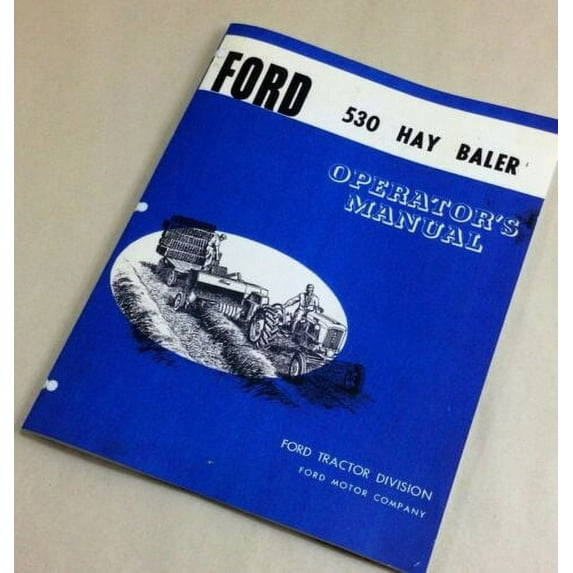 FORD 530 HAY BALER
OPERATOR'S
MANUAL
FORD TRACTOR DIVISION
FORD MOTOR COMPANY